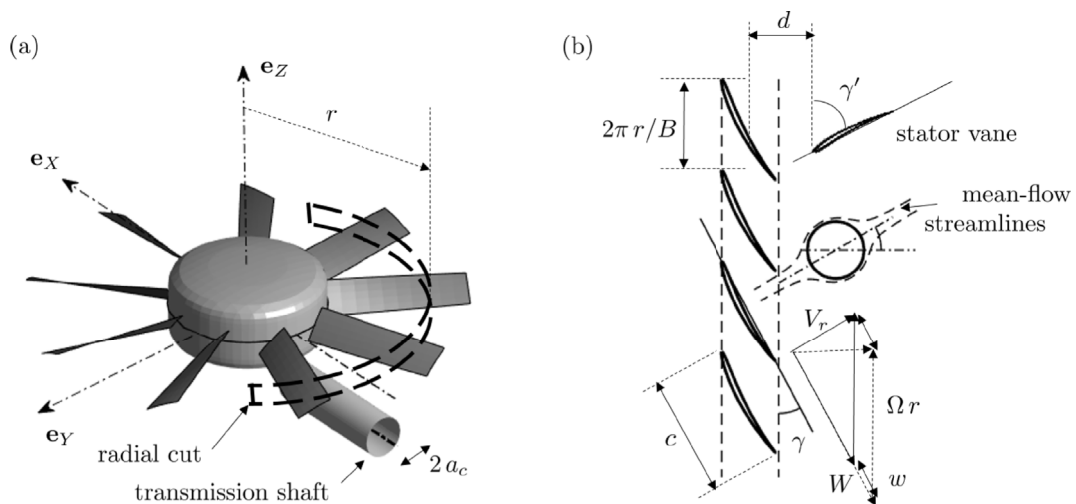 (a)
e_Z
r
e_X
e_Y
radial cut
transmission shaft
2 a_c
(b)
d
γ′
2π r/B
stator vane
mean-flow
streamlines
V_r
Ω r
c
γ
W
w